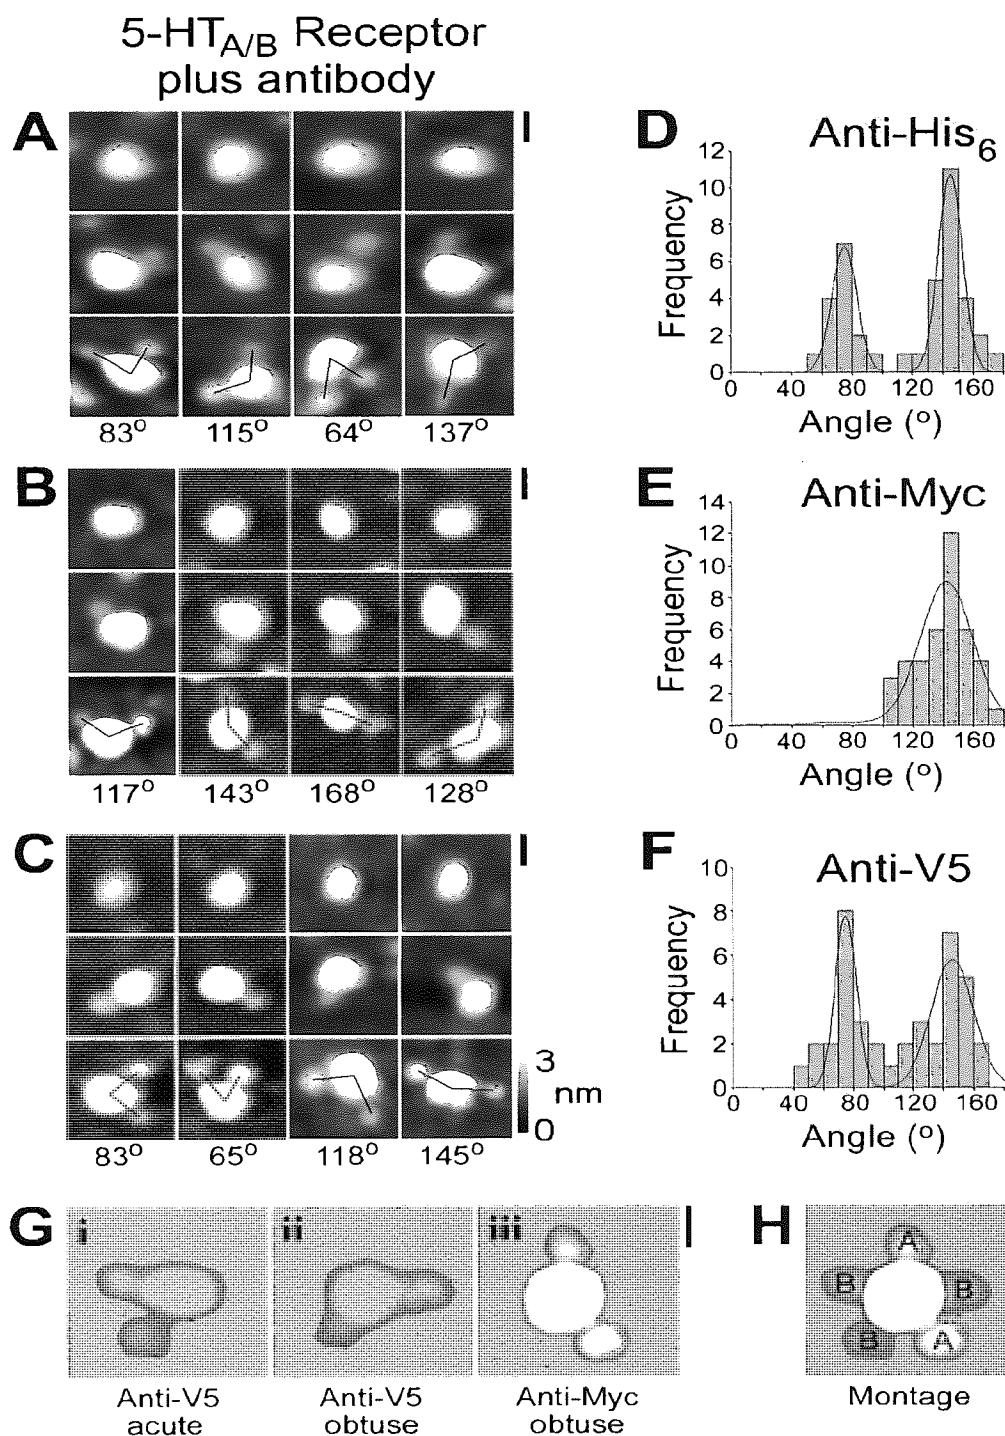 5-HT_A/B Receptor
plus antibody
A
83° 115° 64° 137°
B
117° 143° 168° 128°
C
3
nm
0
83° 65° 118° 145°
D
Anti-His6
Frequency
12
10
8
6
4
2
0
0 40 80 120 160
Angle (°)
E
Anti-Myc
Frequency
14
12
10
8
6
4
2
0
0 40 80 120 160
Angle (°)
F
Anti-V5
Frequency
10
8
6
4
2
0
0 40 80 120 160
Angle (°)
G
i ii iii
Anti-V5
acute
Anti-V5
obtuse
Anti-Myc
obtuse
H
A
B B
B A
Montage